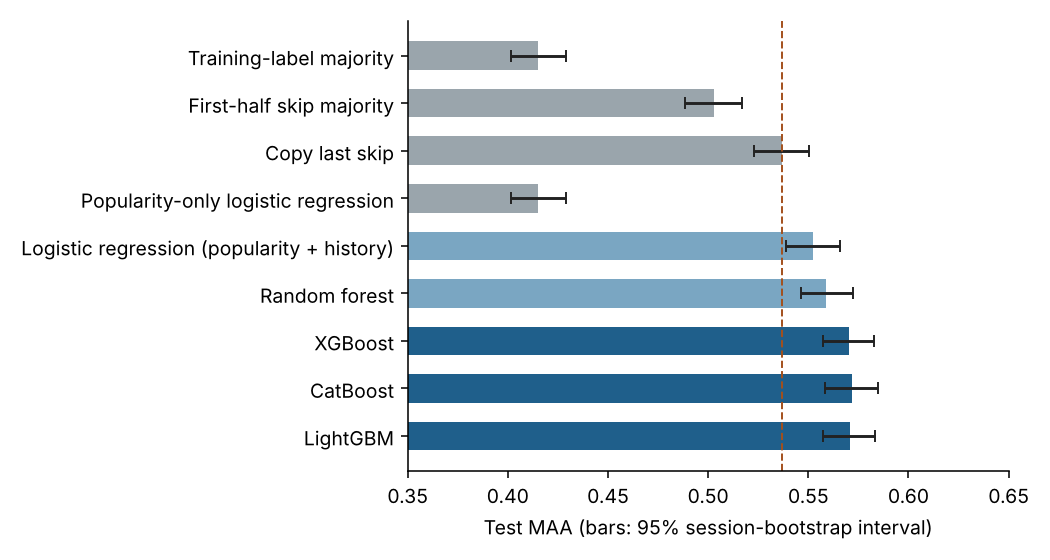 Training-label majority
First-half skip majority
Copy last skip
Popularity-only logistic regression
Logistic regression (popularity + history)
Random forest
XGBoost
CatBoost
LightGBM
0.35 0.40 0.45 0.50 0.55 0.60 0.65
Test MAA (bars: 95% session-bootstrap interval)